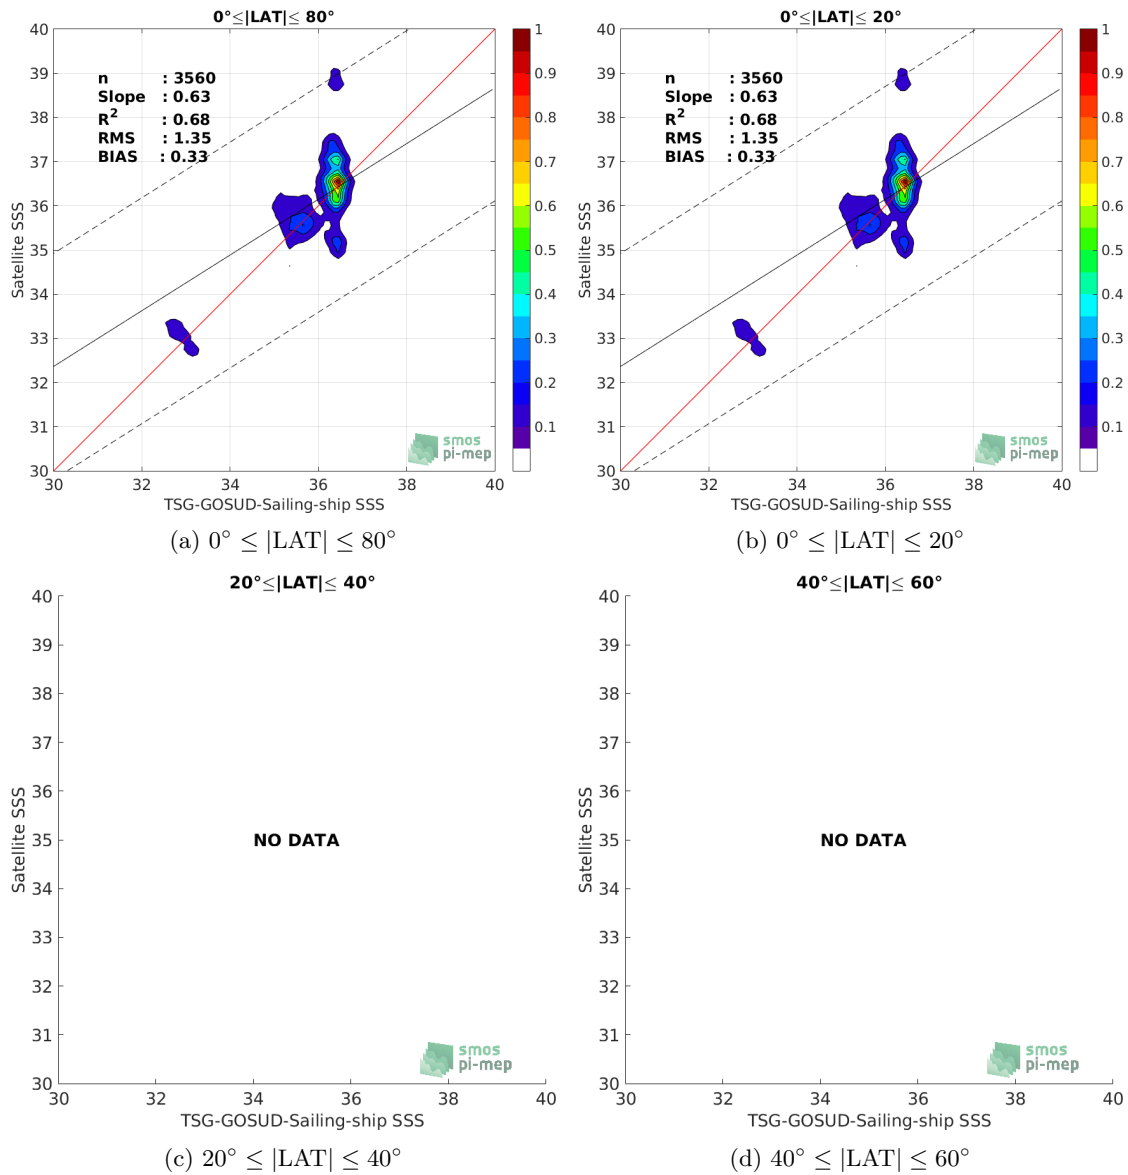 0°≤|LAT|≤ 80°
40
39
38
37
36
35
34
33
32
31
30
Satellite SSS
n : 3560
Slope : 0.63
R2 : 0.68
RMS : 1.35
BIAS : 0.33
smos
pi-mep
30 32 34 36 38 40
TSG-GOSUD-Sailing-ship SSS
1
0.9
0.8
0.7
0.6
0.5
0.4
0.3
0.2
0.1
(a) 0° ≤ |LAT| ≤ 80°
0°≤|LAT|≤ 20°
40
39
38
37
36
35
34
33
32
31
30
Satellite SSS
n : 3560
Slope : 0.63
R2 : 0.68
RMS : 1.35
BIAS : 0.33
smos
pi-mep
30 32 34 36 38 40
TSG-GOSUD-Sailing-ship SSS
1
0.9
0.8
0.7
0.6
0.5
0.4
0.3
0.2
0.1
(b) 0° ≤ |LAT| ≤ 20°
20°≤|LAT|≤ 40°
40
39
38
37
36
35
34
33
32
31
30
Satellite SSS
NO DATA
smos
pi-mep
30 32 34 36 38 40
TSG-GOSUD-Sailing-ship SSS
(c) 20° ≤ |LAT| ≤ 40°
40°≤|LAT|≤ 60°
40
39
38
37
36
35
34
33
32
31
30
Satellite SSS
NO DATA
smos
pi-mep
30 32 34 36 38 40
TSG-GOSUD-Sailing-ship SSS
(d) 40° ≤ |LAT| ≤ 60°